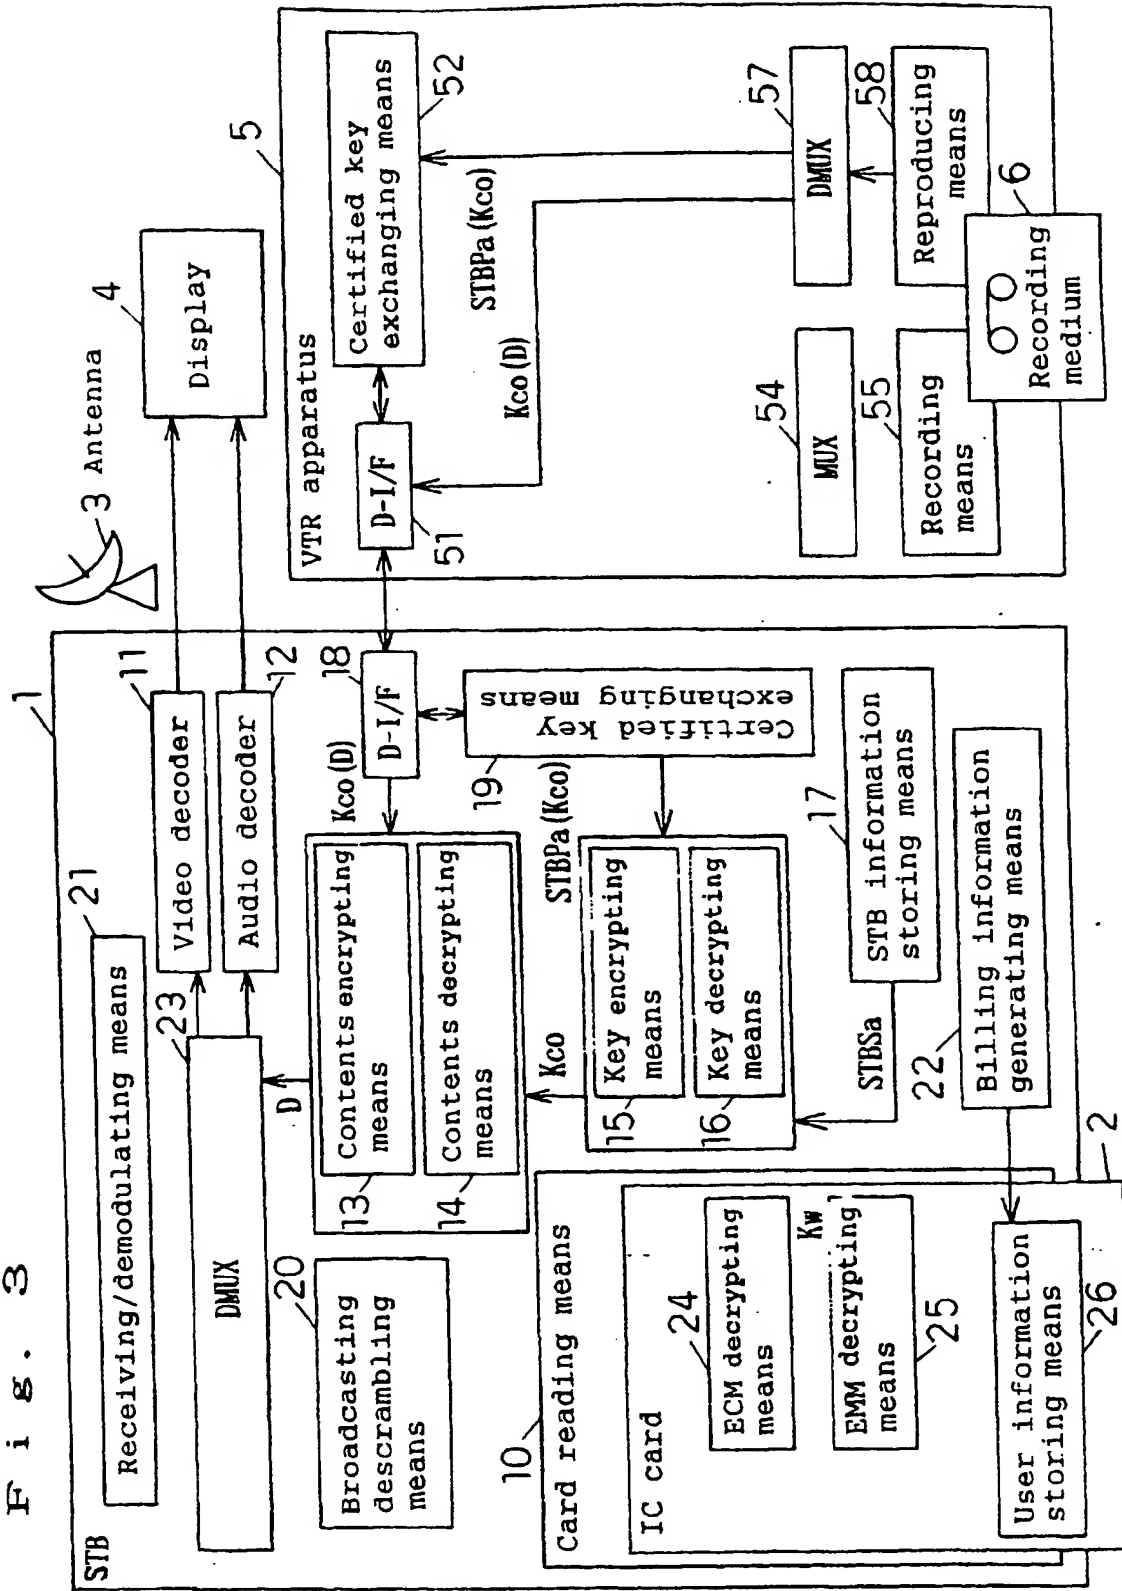 Fig. 3
1
STB
21
Receiving/demodulating means
11
Video decoder
12
Audio decoder
23
DMUX
3 Antenna
4
Display
20
Broadcasting
descrambling
means
D
13
Contents encrypting
means
14
Contents decrypting
means
Kco(D)
18
D-I/F
19
Certified key
exchanging means
Kco
STBPa(Kco)
15
Key encrypting
means
16
Key decrypting
means
STBSa
17
STB information
storing means
22
Billing information
generating means
10
Card reading means
2
IC card
24
ECM decrypting
means
Kw
EMM decrypting
means
25
User information
storing means
26
5
VTR apparatus
D-I/F
51
Certified key
exchanging means
52
STBPa(Kco)
Kco(D)
54
MUX
57
DMUX
55
Recording
means
58
Reproducing
means
6
Recording
medium